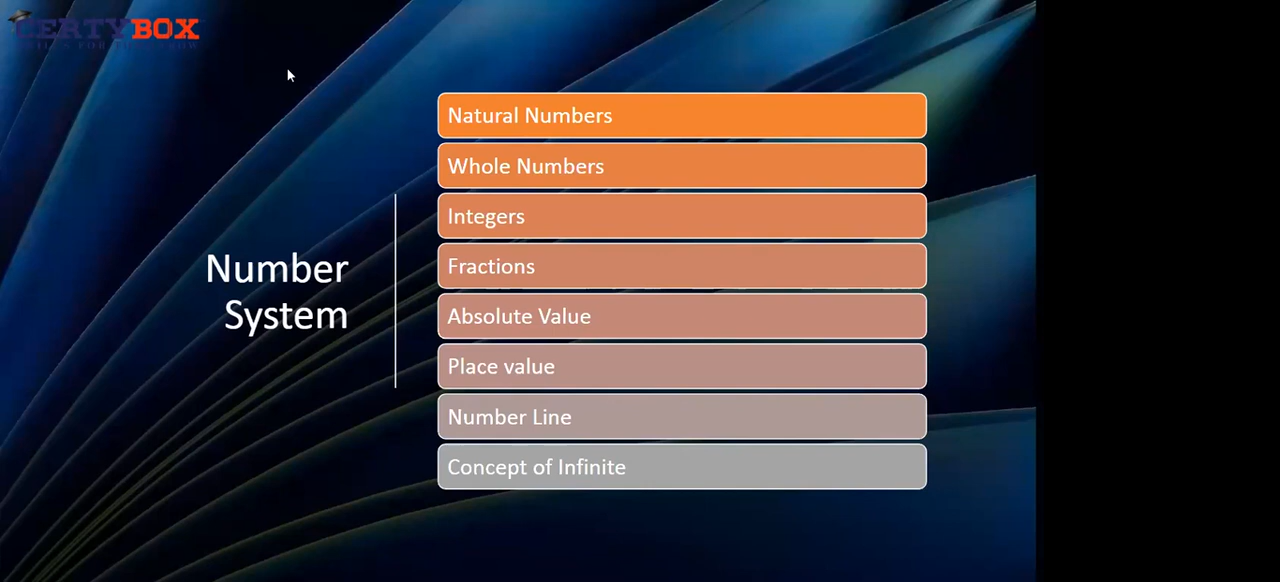 CERTYBOX
Number
System
Natural Numbers
Whole Numbers
Integers
Fractions
Absolute Value
Place value
Number Line
Concept of Infinite